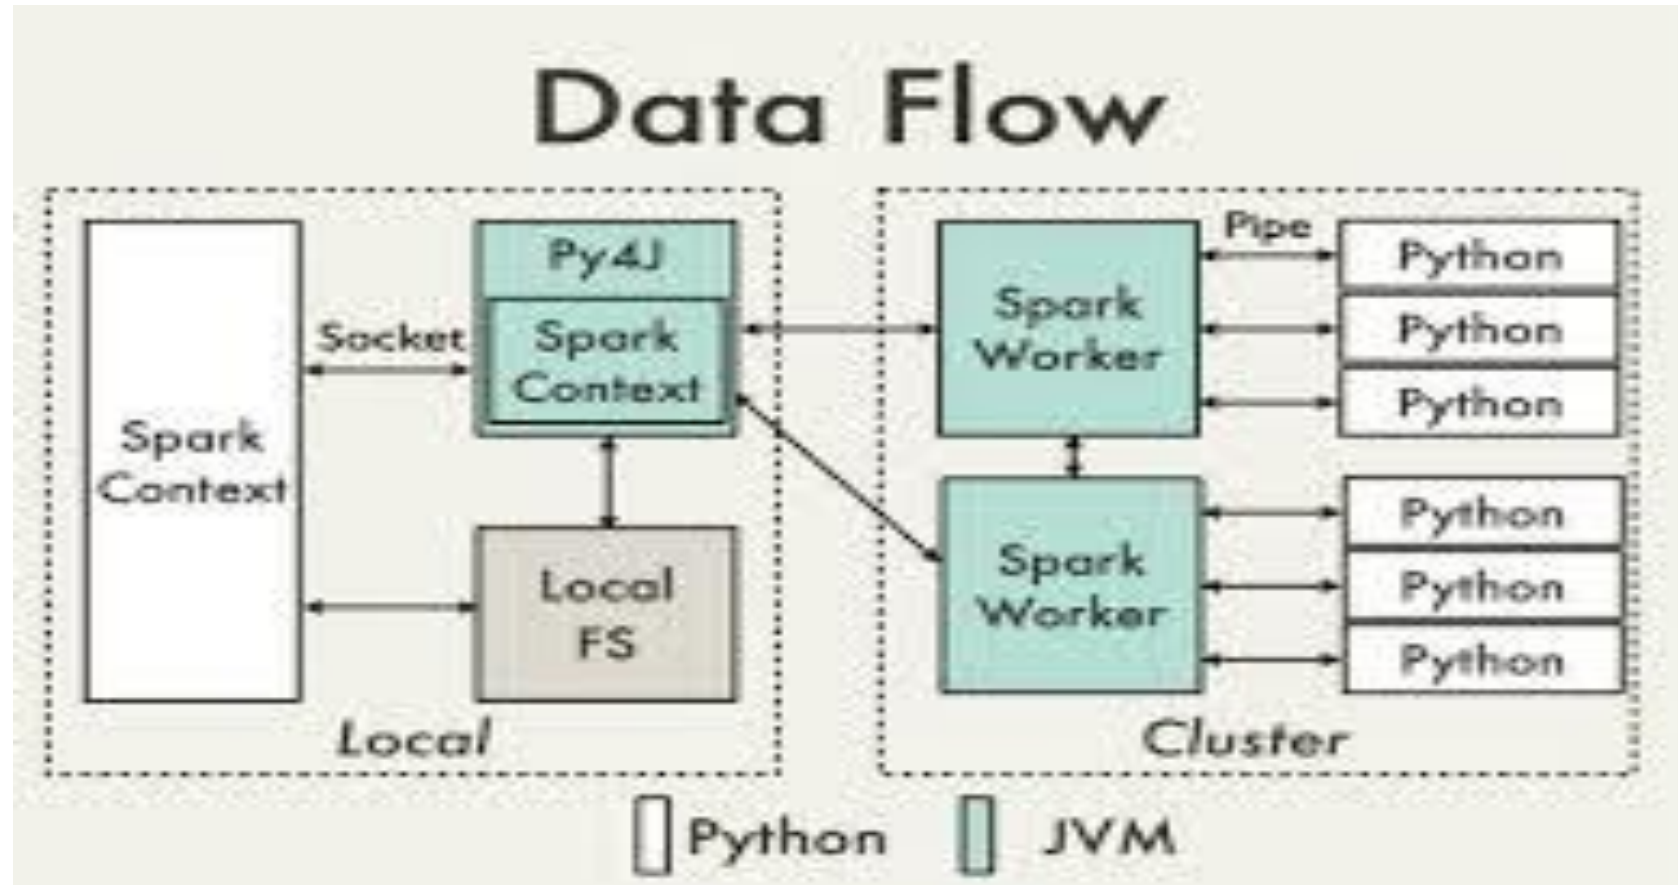 Data Flow
Spark
Context
Socket
Py4J
Spark
Context
Local
FS
Local
Spark
Worker
Pipe
Python
Python
Python
Spark
Worker
Python
Python
Python
Cluster
Python
JVM